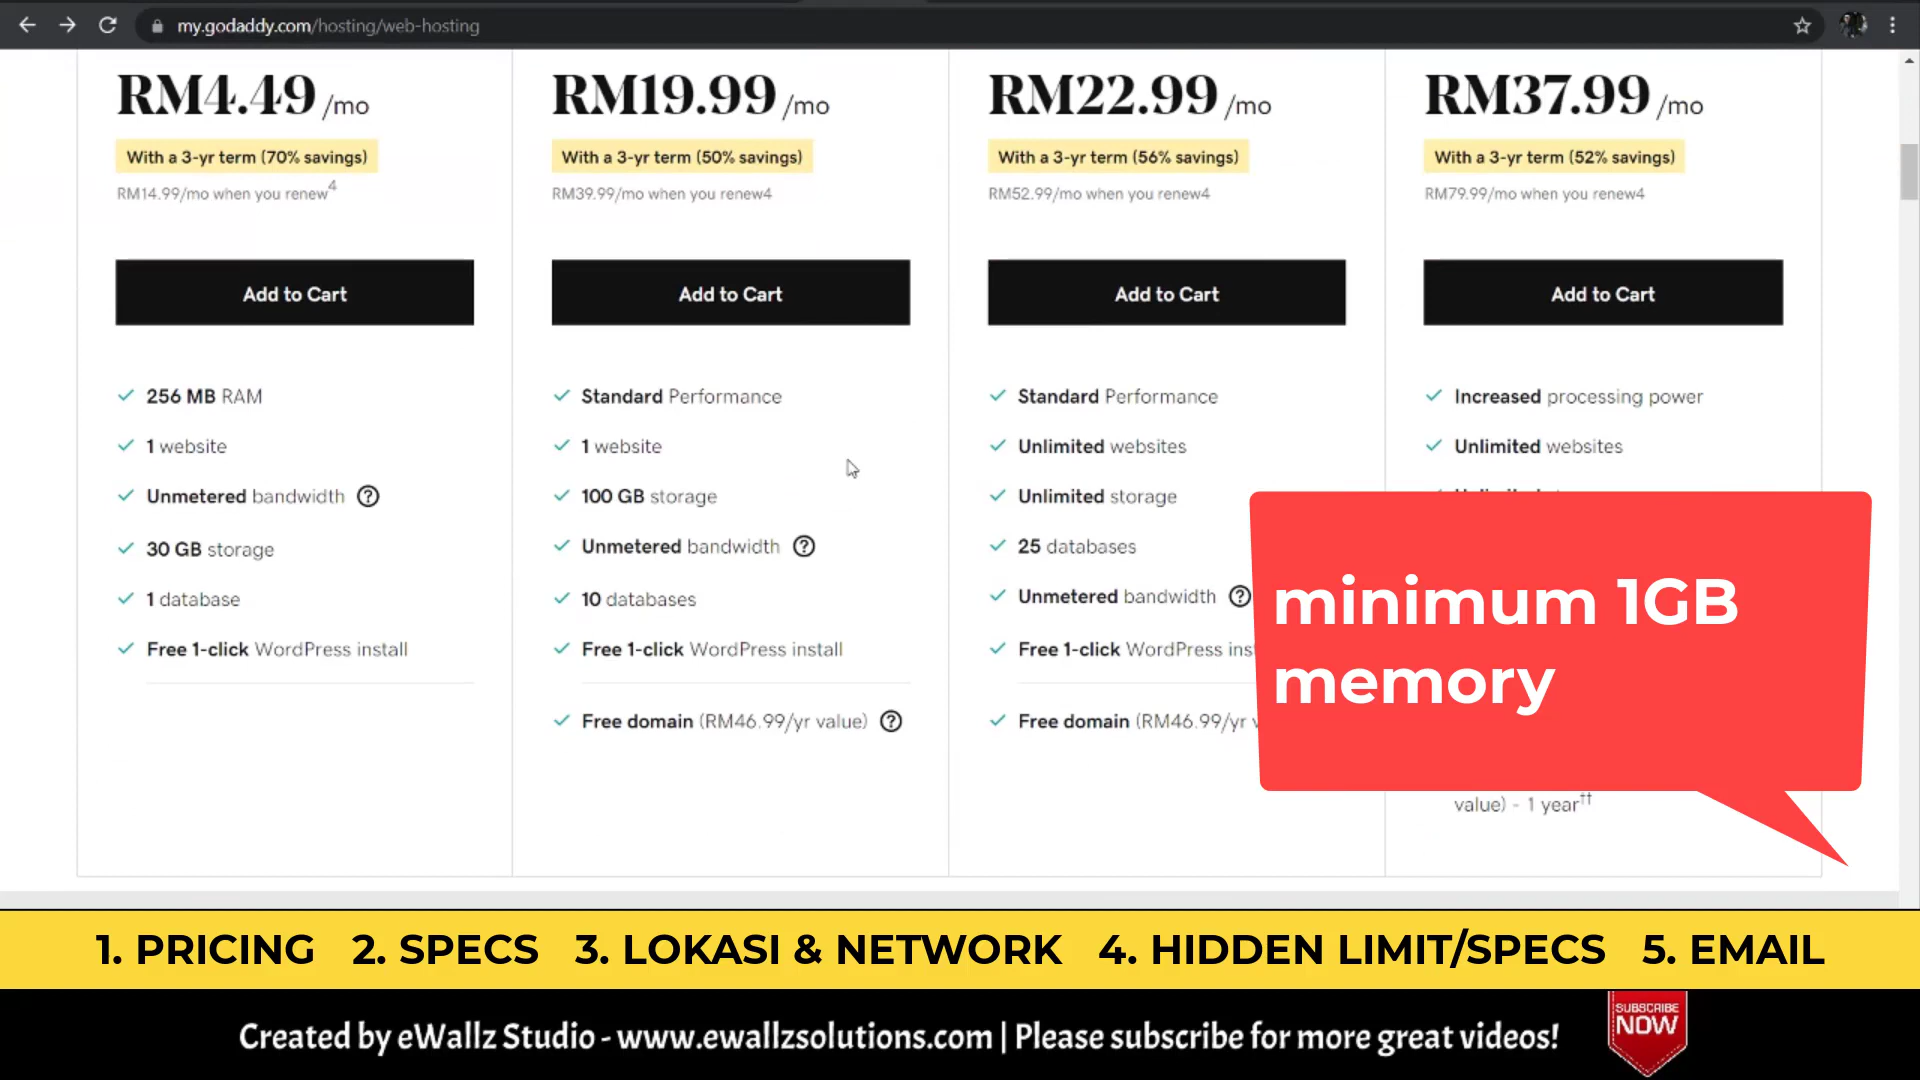 my.godaddy.com/hosting/web-hosting
RM4.49 /mo
With a 3-yr term (70% savings)
RM14.99/mo when you renew4
Add to Cart
256 MB RAM
1 website
Unmetered bandwidth ?
30 GB storage
1 database
Free 1-click WordPress install
RM19.99 /mo
With a 3-yr term (50% savings)
RM39.99/mo when you renew4
Add to Cart
Standard Performance
1 website
100 GB storage
Unmetered bandwidth ?
10 databases
Free 1-click WordPress install
Free domain (RM46.99/yr value) ?
RM22.99 /mo
With a 3-yr term (56% savings)
RM52.99/mo when you renew4
Add to Cart
Standard Performance
Unlimited websites
Unlimited storage
25 databases
Unmetered bandwidth ?
Free 1-click WordPress inst
Free domain (RM46.99/yr v
RM37.99 /mo
With a 3-yr term (52% savings)
RM79.99/mo when you renew4
Add to Cart
Increased processing power
Unlimited websites
value) - 1 year††
minimum 1GB
memory
1. PRICING 2. SPECS 3. LOKASI & NETWORK 4. HIDDEN LIMIT/SPECS 5. EMAIL
Created by eWallz Studio - www.ewallzsolutions.com | Please subscribe for more great videos!
SUBSCRIBE
NOW